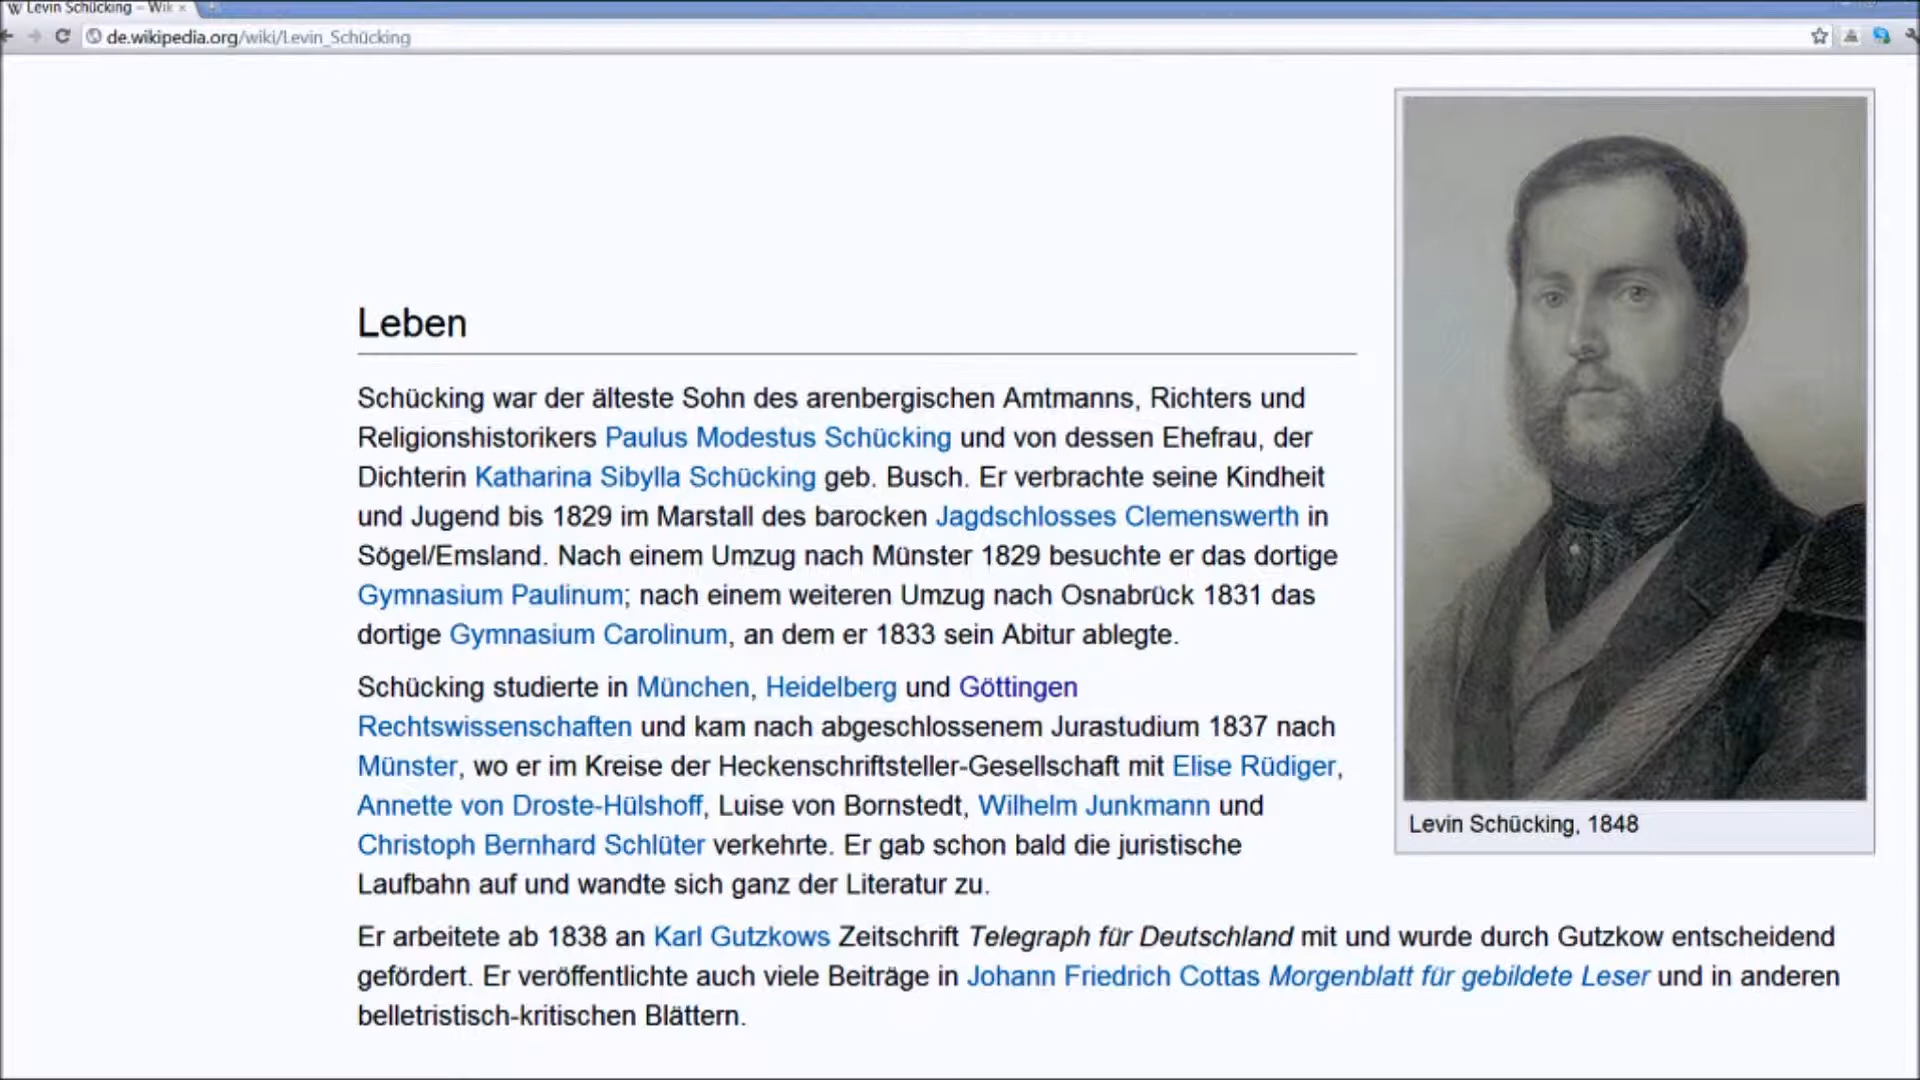 Levin Schücking – Wik
de.wikipedia.org/wiki/Levin_Schücking
Leben
Schücking war der älteste Sohn des arenbergischen Amtmanns, Richters und
Religionshistorikers Paulus Modestus Schücking und von dessen Ehefrau, der
Dichterin Katharina Sibylla Schücking geb. Busch. Er verbrachte seine Kindheit
und Jugend bis 1829 im Marstall des barocken Jagdschlosses Clemenswerth in
Sögel/Emsland. Nach einem Umzug nach Münster 1829 besuchte er das dortige
Gymnasium Paulinum; nach einem weiteren Umzug nach Osnabrück 1831 das
dortige Gymnasium Carolinum, an dem er 1833 sein Abitur ablegte.
Schücking studierte in München, Heidelberg und Göttingen
Rechtswissenschaften und kam nach abgeschlossenem Jurastudium 1837 nach
Münster, wo er im Kreise der Heckenschriftsteller-Gesellschaft mit Elise Rüdiger,
Annette von Droste-Hülshoff, Luise von Bornstedt, Wilhelm Junkmann und
Christoph Bernhard Schlüter verkehrte. Er gab schon bald die juristische
Laufbahn auf und wandte sich ganz der Literatur zu.
Er arbeitete ab 1838 an Karl Gutzkows Zeitschrift Telegraph für Deutschland mit und wurde durch Gutzkow entscheidend
gefördert. Er veröffentlichte auch viele Beiträge in Johann Friedrich Cottas Morgenblatt für gebildete Leser und in anderen
belletristisch-kritischen Blättern.
Levin Schücking, 1848